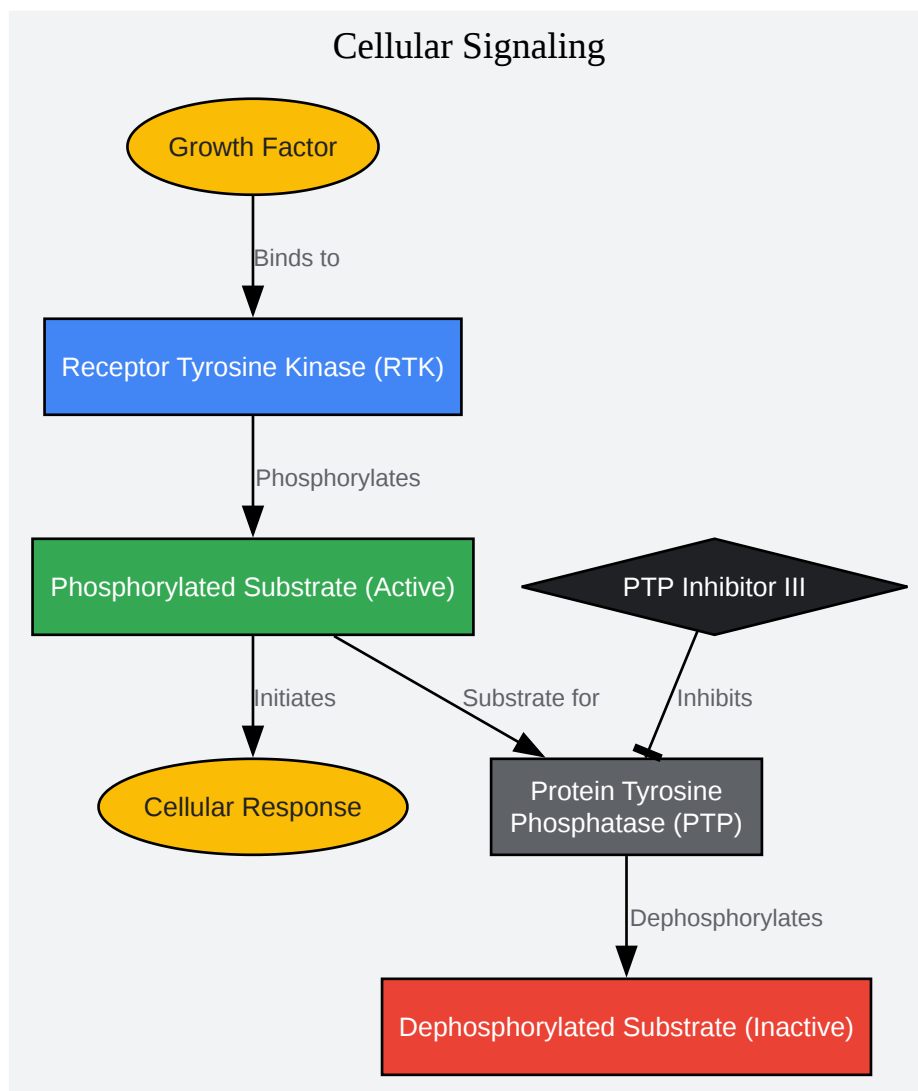 Cellular Signaling
Growth Factor
Binds to
Receptor Tyrosine Kinase (RTK)
Phosphorylates
Phosphorylated Substrate (Active)
PTP Inhibitor III
Initiates
Substrate for
Inhibits
Cellular Response
Protein Tyrosine
Phosphatase (PTP)
Dephosphorylates
Dephosphorylated Substrate (Inactive)